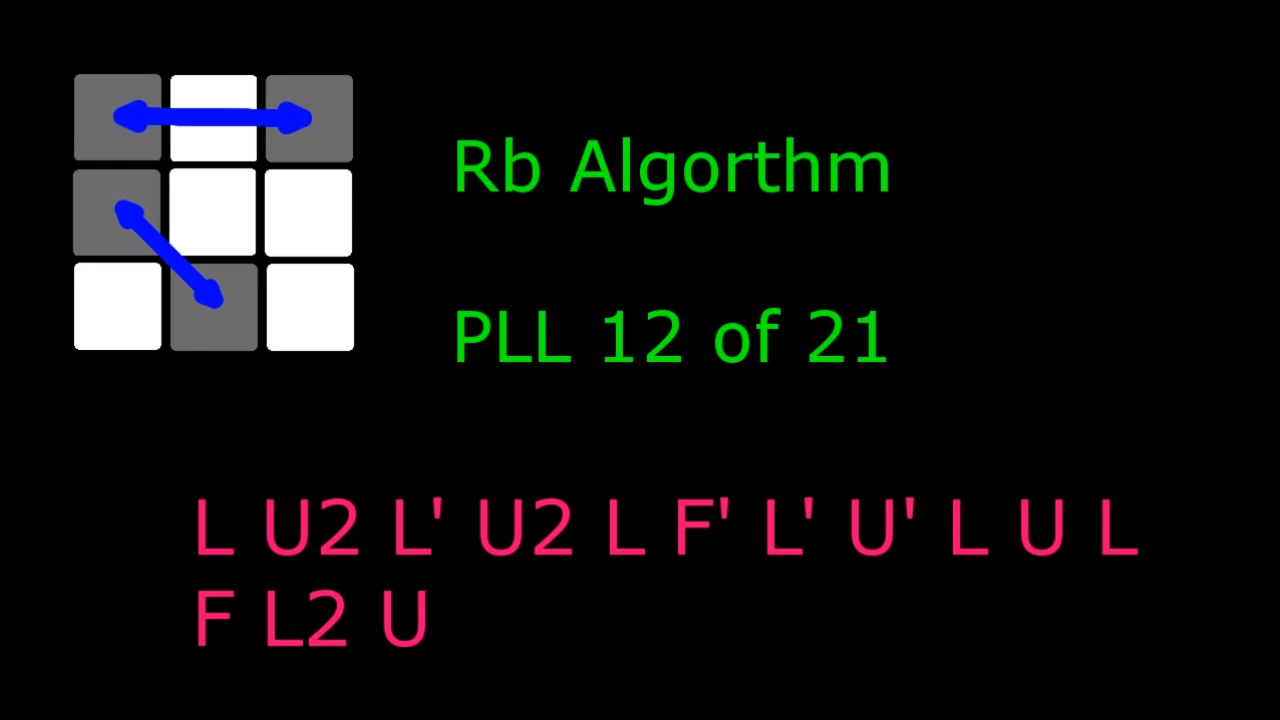 Rb Algorthm
PLL 12 of 21
L U2 L' U2 L F' L' U' L U L
F L2 U